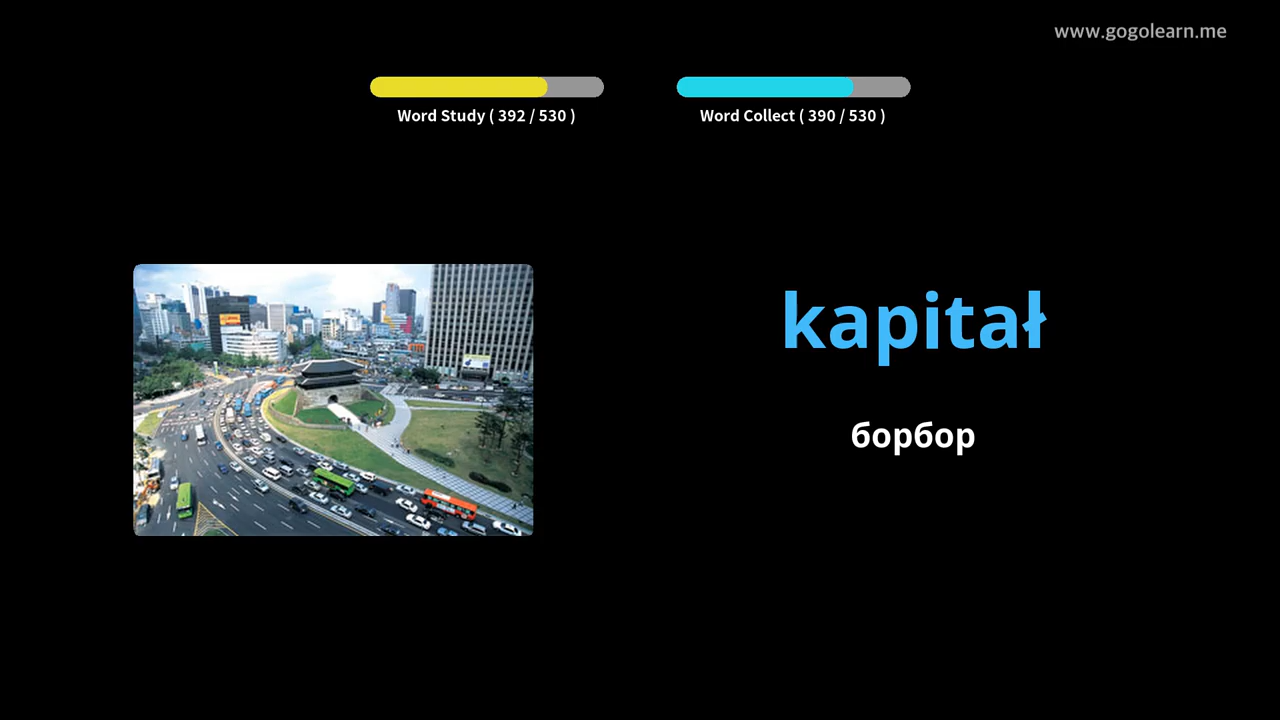 www.gogolearn.me
Word Study ( 392 / 530 )
Word Collect ( 390 / 530 )
kapitał
борбор